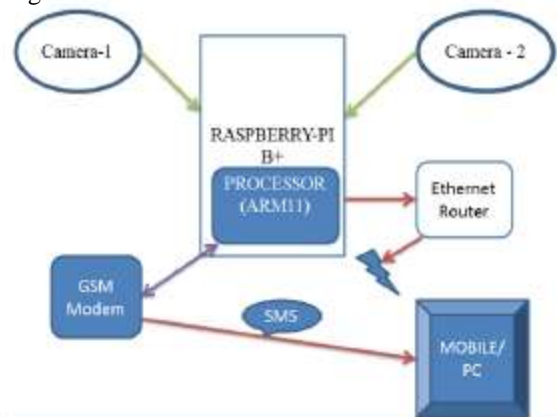 Camera-1
Camera - 2
RASPBERRY-PI
B+
PROCESSOR
(ARM11)
Ethernet
Router
GSM
Modem
SMS
MOBILE/
PC